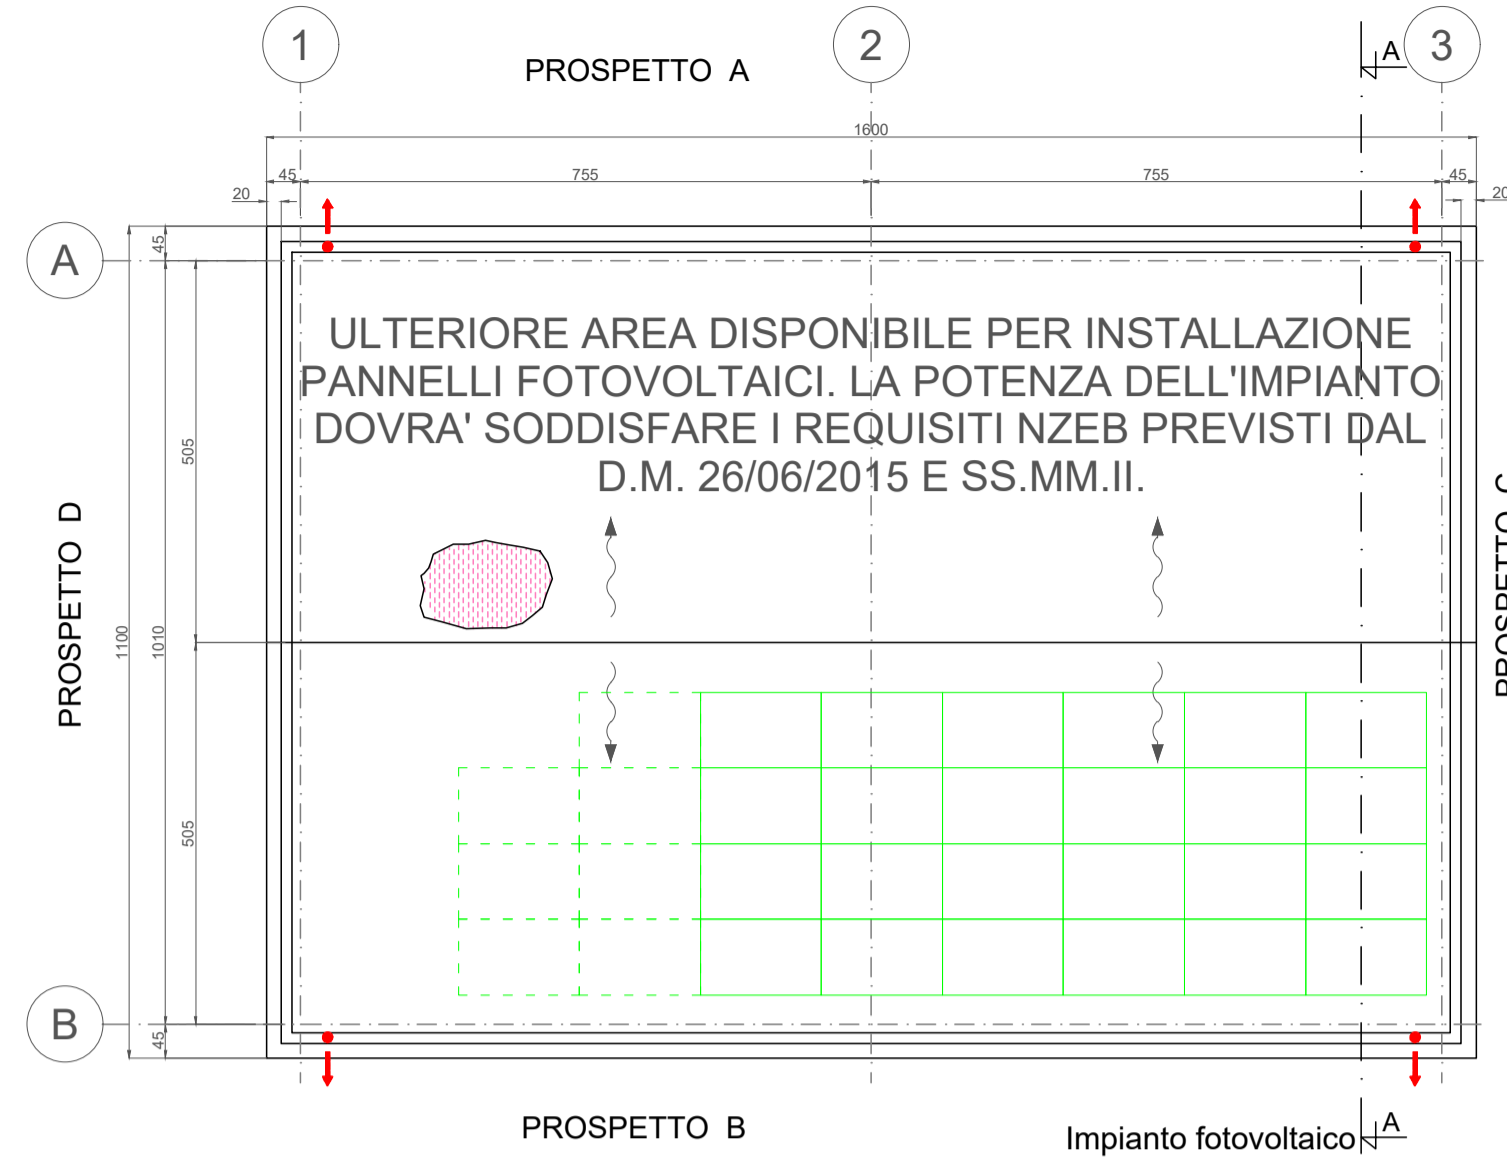 1
2
3
PROSPETTO A
A
1600
45
755
755
45
20
20
A
45
ULTERIORE AREA DISPONIBILE PER INSTALLAZIONE
PANNELLI FOTOVOLTAICI. LA POTENZA DELL'IMPIANTO
DOVRA' SODDISFARE I REQUISITI NZEB PREVISTI DAL
D.M. 26/06/2015 E SS.MM.II.
505
PROSPETTO D
1100
1010
PROSPETTO C
505
B
45
PROSPETTO B
Impianto fotovoltaico
A